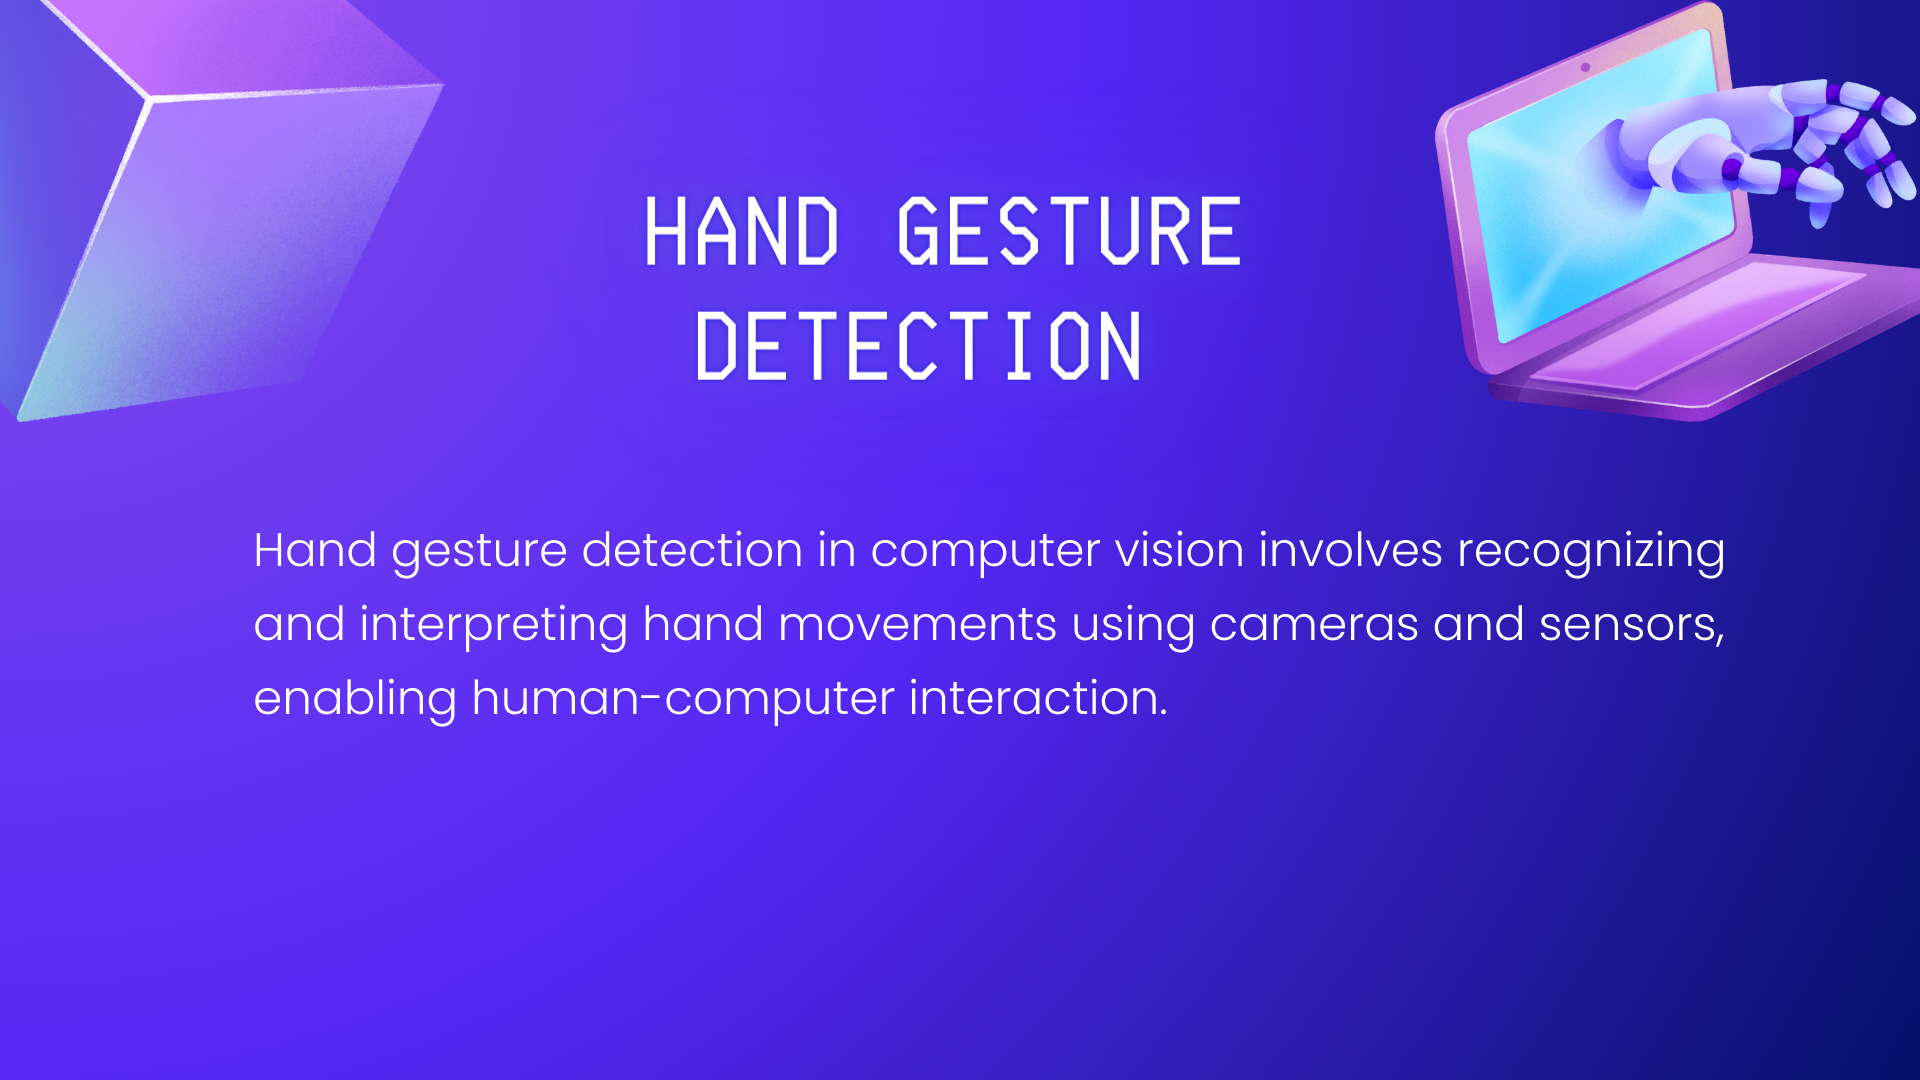 HAND GESTURE
DETECTION
Hand gesture detection in computer vision involves recognizing
and interpreting hand movements using cameras and sensors,
enabling human-computer interaction.